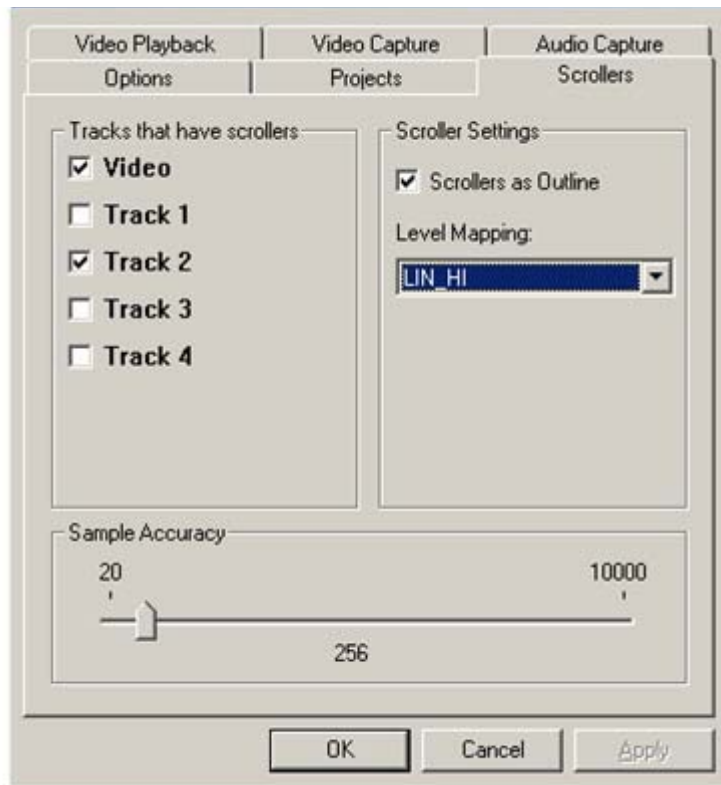 Video Playback
Video Capture
Audio Capture
Options
Projects
Scrollers
Tracks that have scrollers
Video
Track 1
Track 2
Track 3
Track 4
Scroller Settings
Scrollers as Outline
Level Mapping:
LIN_HI
Sample Accuracy
20
10000
256
OK
Cancel
Apply